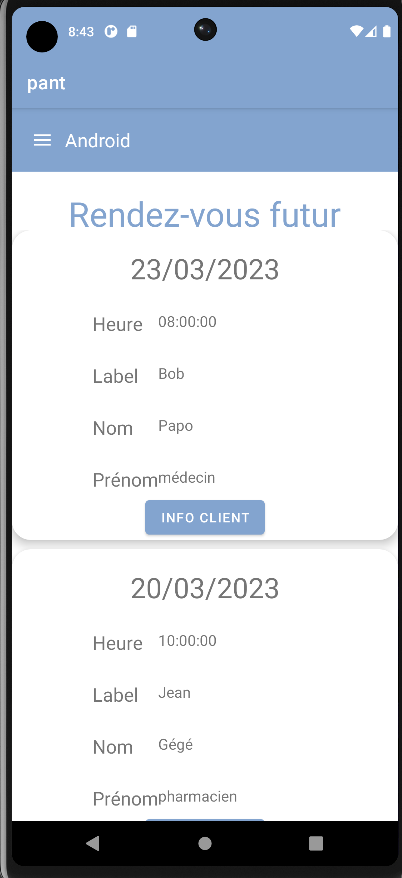 8:43
pant
Android
Rendez-vous futur
23/03/2023
Heure 08:00:00
Label Bob
Nom Papo
Prénom médecin
INFO CLIENT
20/03/2023
Heure 10:00:00
Label Jean
Nom Gégé
Prénom pharmacien